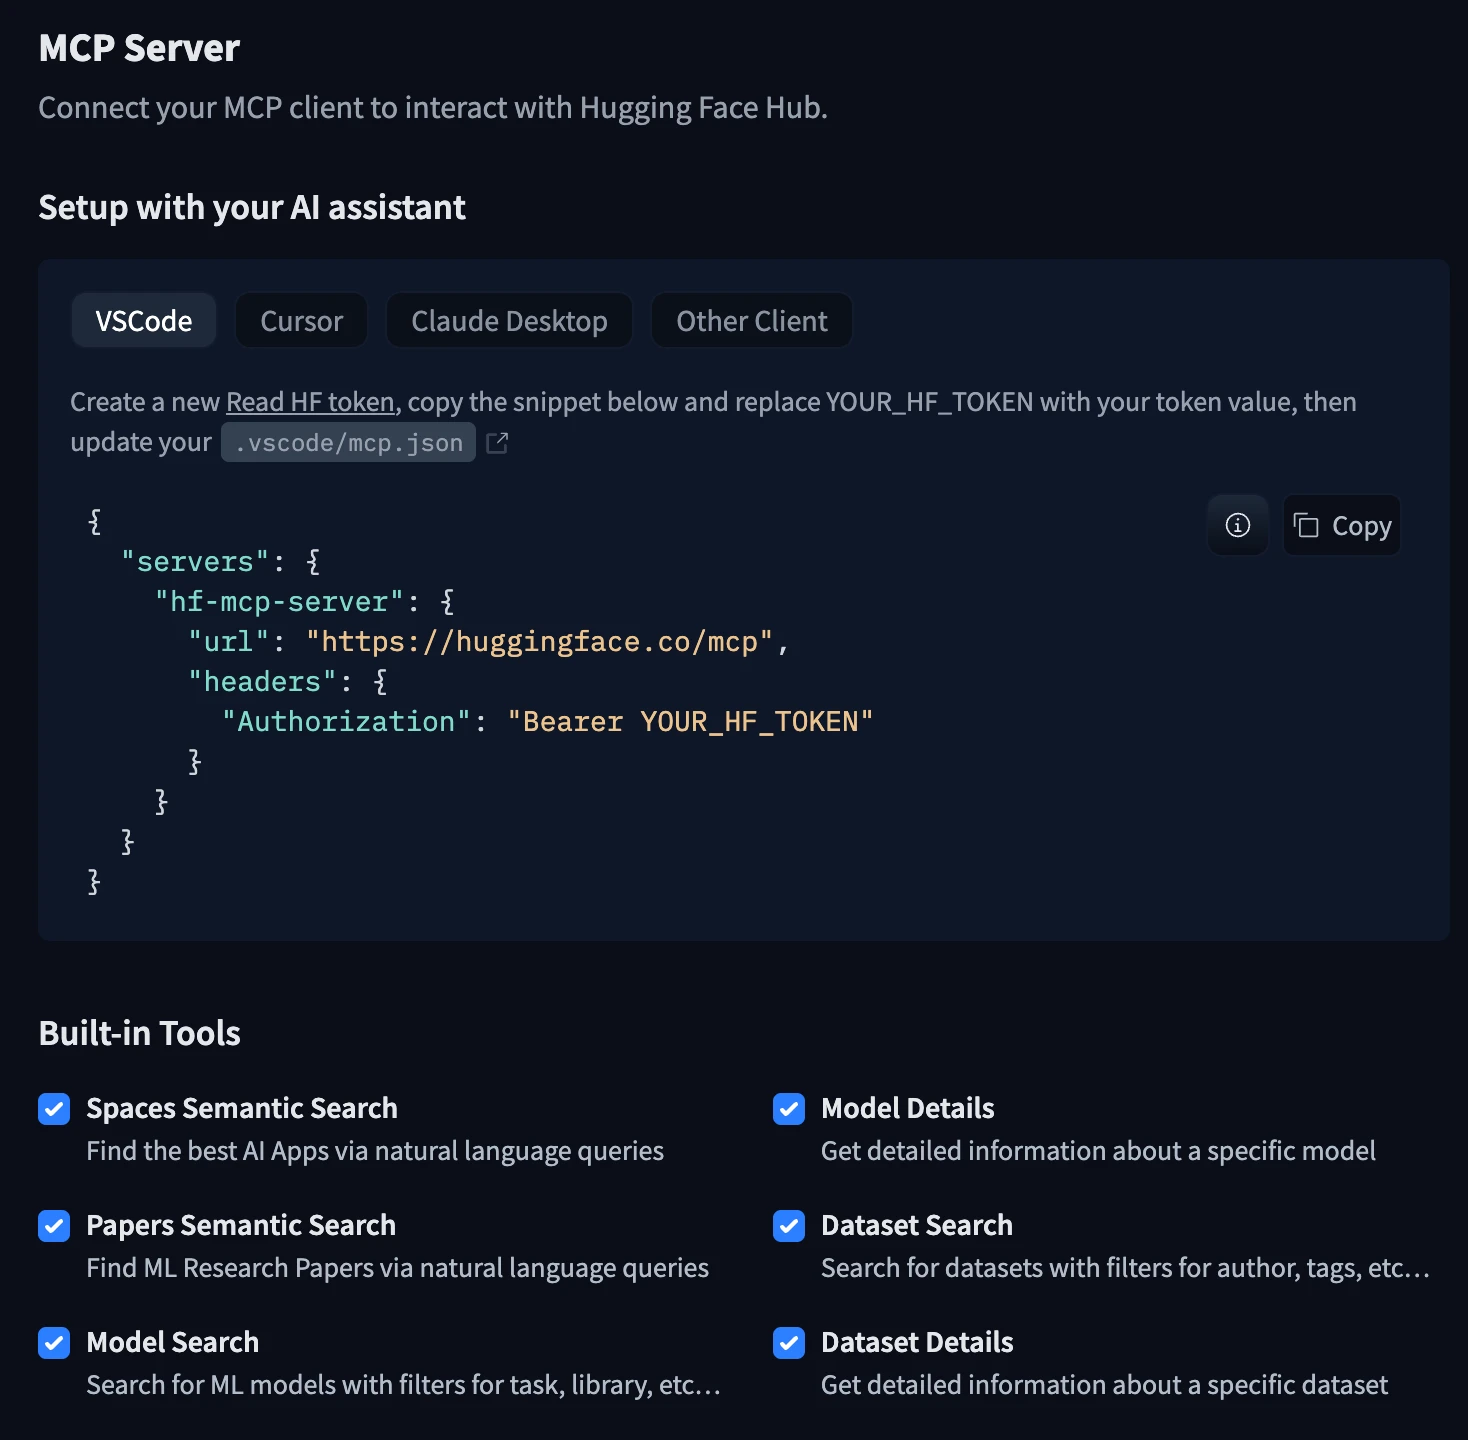 MCP Server
Connect your MCP client to interact with Hugging Face Hub.
Setup with your AI assistant
VSCode Cursor Claude Desktop Other Client
Create a new Read HF token, copy the snippet below and replace YOUR_HF_TOKEN with your token value, then
update your .vscode/mcp.json
Copy
{
  "servers": {
    "hf-mcp-server": {
      "url": "https://huggingface.co/mcp",
      "headers": {
        "Authorization": "Bearer YOUR_HF_TOKEN"
      }
    }
  }
}
Built-in Tools
Spaces Semantic Search
Find the best AI Apps via natural language queries
Model Details
Get detailed information about a specific model
Papers Semantic Search
Find ML Research Papers via natural language queries
Dataset Search
Search for datasets with filters for author, tags, etc…
Model Search
Search for ML models with filters for task, library, etc…
Dataset Details
Get detailed information about a specific dataset